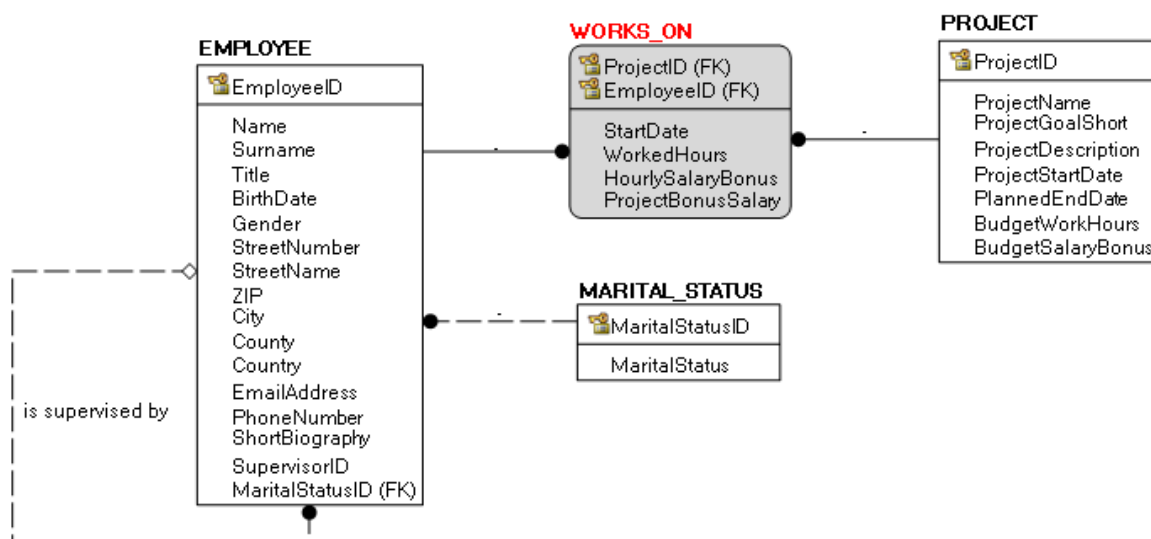 EMPLOYEE
EmployeeID
Name
Surname
Title
BirthDate
Gender
StreetNumber
StreetName
ZIP
City
County
Country
EmailAddress
PhoneNumber
ShortBiography
SupervisorID
MaritalStatusID (FK)
is supervised by
WORKS_ON
ProjectID (FK)
EmployeeID (FK)
StartDate
WorkedHours
HourlySalaryBonus
ProjectBonusSalary
MARITAL_STATUS
MaritalStatusID
MaritalStatus
PROJECT
ProjectID
ProjectName
ProjectGoalShort
ProjectDescription
ProjectStartDate
PlannedEndDate
BudgetWorkHours
BudgetSalaryBonus